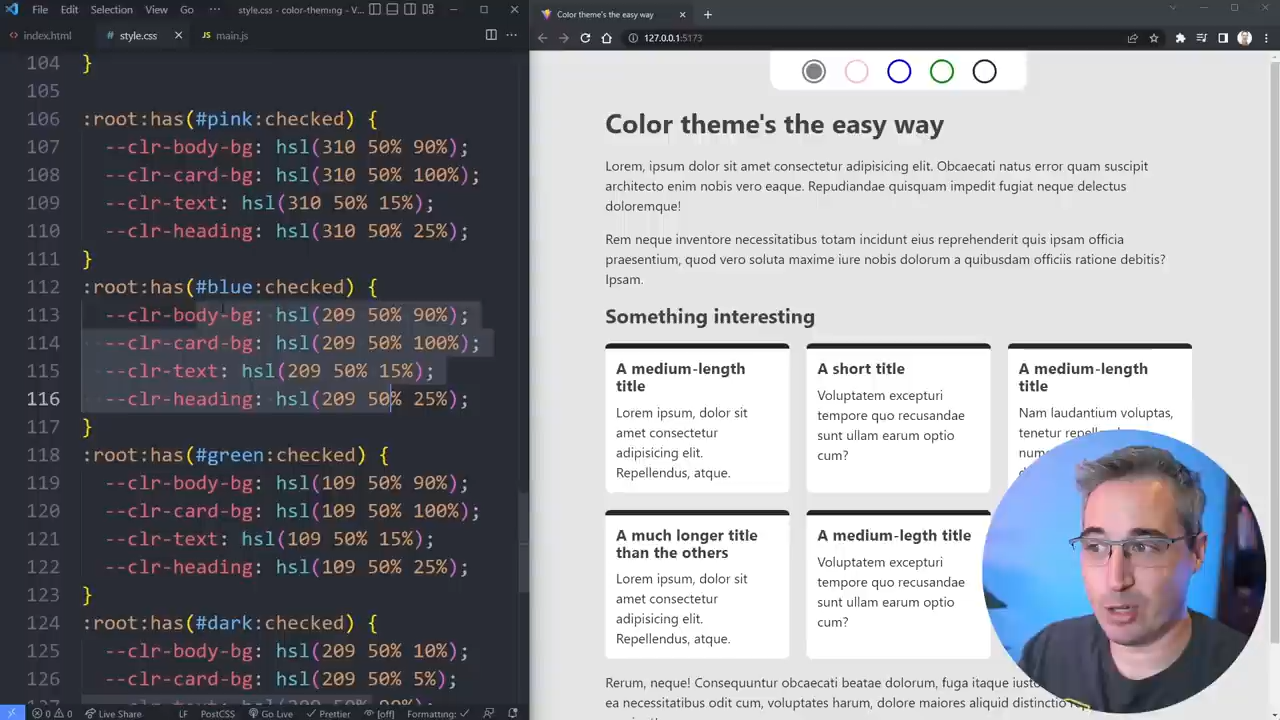 File Edit Selection View Go ··· style.css - color-theming - V...
index.html style.css main.js
104 }
105
106 :root:has(#pink:checked) {
107 --clr-body-bg: hsl(310 50% 90%);
108 --clr-card-bg: hsl(310 50% 100%);
109 --clr-text: hsl(310 50% 15%);
110 --clr-heading: hsl(310 50% 25%);
111 }
112 :root:has(#blue:checked) {
113 --clr-body-bg: hsl(209 50% 90%);
114 --clr-card-bg: hsl(209 50% 100%);
115 --clr-text: hsl(209 50% 15%);
116 --clr-heading: hsl(209 50% 25%);
117 }
118 :root:has(#green:checked) {
119 --clr-body-bg: hsl(109 50% 90%);
120 --clr-card-bg: hsl(109 50% 100%);
121 --clr-text: hsl(109 50% 15%);
122 --clr-heading: hsl(109 50% 25%);
123 }
124 :root:has(#dark:checked) {
125 --clr-body-bg: hsl(209 50% 10%);
126 --clr-card-bg: hsl(209 50% 5%);
0 0 Live Share LF PostCSS Go Live Prettier [off] Formatting:
Color theme's the easy way
127.0.0.1:5173
Color theme's the easy way
Lorem, ipsum dolor sit amet consectetur adipisicing elit. Obcaecati natus error quam suscipit
architecto enim nobis vero eaque. Repudiandae quisquam impedit fugiat neque delectus
doloremque!
Rem neque inventore necessitatibus totam incidunt eius reprehenderit quis ipsam officia
praesentium, quod vero soluta maxime iure nobis dolorum a quibusdam officiis ratione debitis?
Ipsam.
Something interesting
A medium-length
title
Lorem ipsum, dolor sit
amet consectetur
adipisicing elit.
Repellendus, atque.
A short title
Voluptatem excepturi
tempore quo recusandae
sunt ullam earum optio
cum?
A medium-length
title
Nam laudantium voluptas,
tenetur
A much longer title
than the others
Lorem ipsum, dolor sit
amet consectetur
adipisicing elit.
Repellendus, atque.
A medium-legth title
Voluptatem excepturi
tempore quo recusandae
sunt ullam earum optio
cum?
Rerum, neque! Consequuntur obcaecati beatae dolorum, fuga itaque
ea necessitatibus odit cum, voluptates harum, dolore maiores aliquid